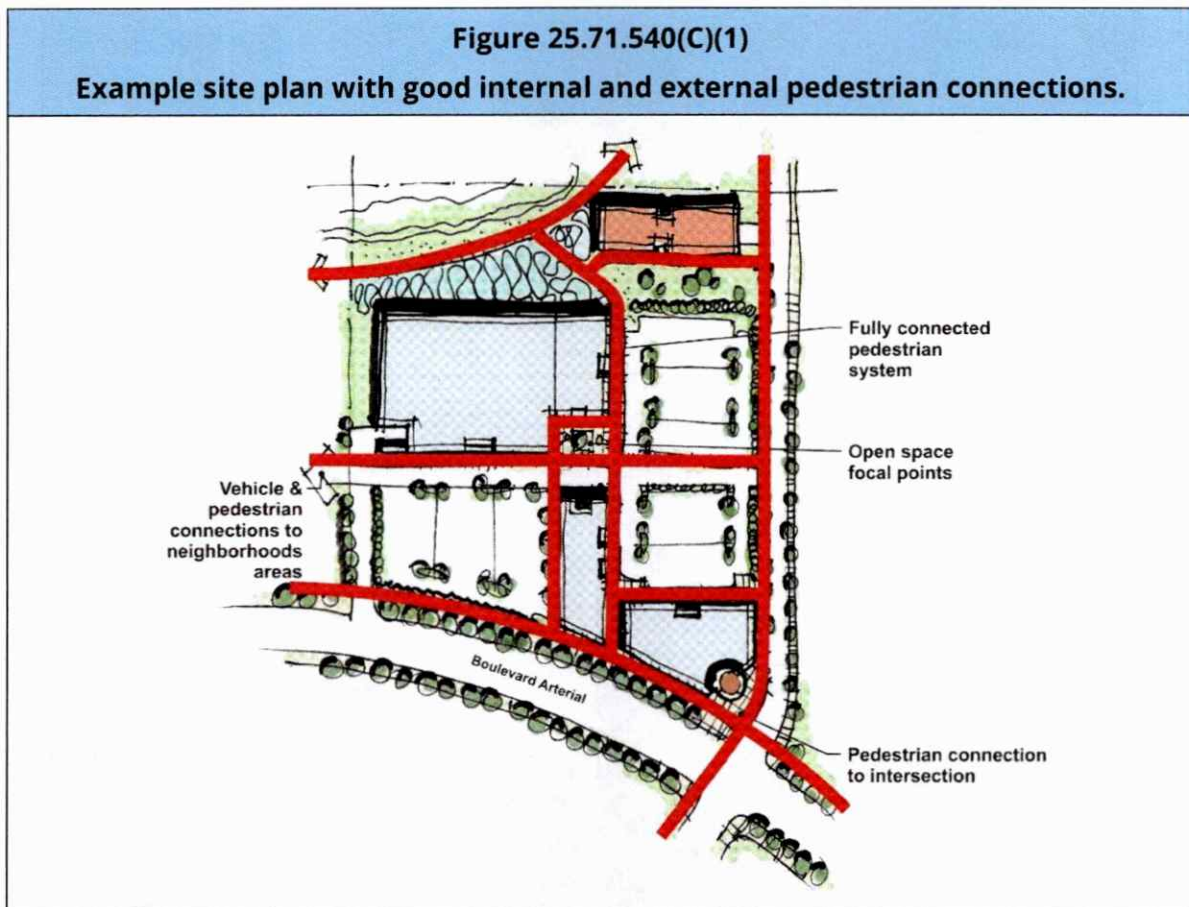 Figure 25.71.540(C)(1)
Example site plan with good internal and external pedestrian connections.
Fully connected
pedestrian
system
Open space
focal points
Vehicle &
pedestrian
connections to
neighborhoods
areas
Boulevard Arterial
Pedestrian connection
to intersection